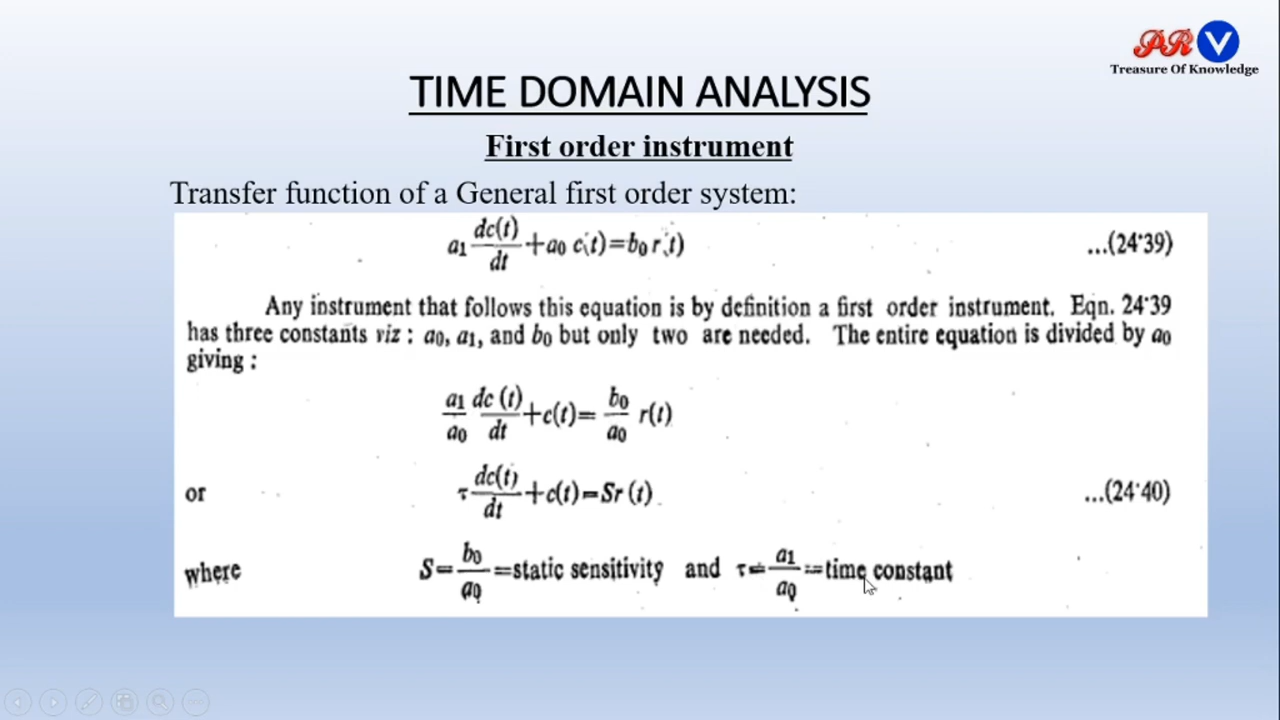 PR V
Treasure Of Knowledge
TIME DOMAIN ANALYSIS
First order instrument
Transfer function of a General first order system:
a₁ dc(t)/dt + a₀ c(t) = b₀ r(t) ...(24·39)
Any instrument that follows this equation is by definition a first order instrument. Eqn. 24·39
has three constants viz : a₀, a₁, and b₀ but only two are needed. The entire equation is divided by a₀
giving :
a₁/a₀ dc (t)/dt + c(t) = b₀/a₀ r(t)
or τ dc(t)/dt + c(t) = Sr (t) ...(24·40)
where S = b₀/a₀ = static sensitivity and τ = a₁/a₀ = time constant